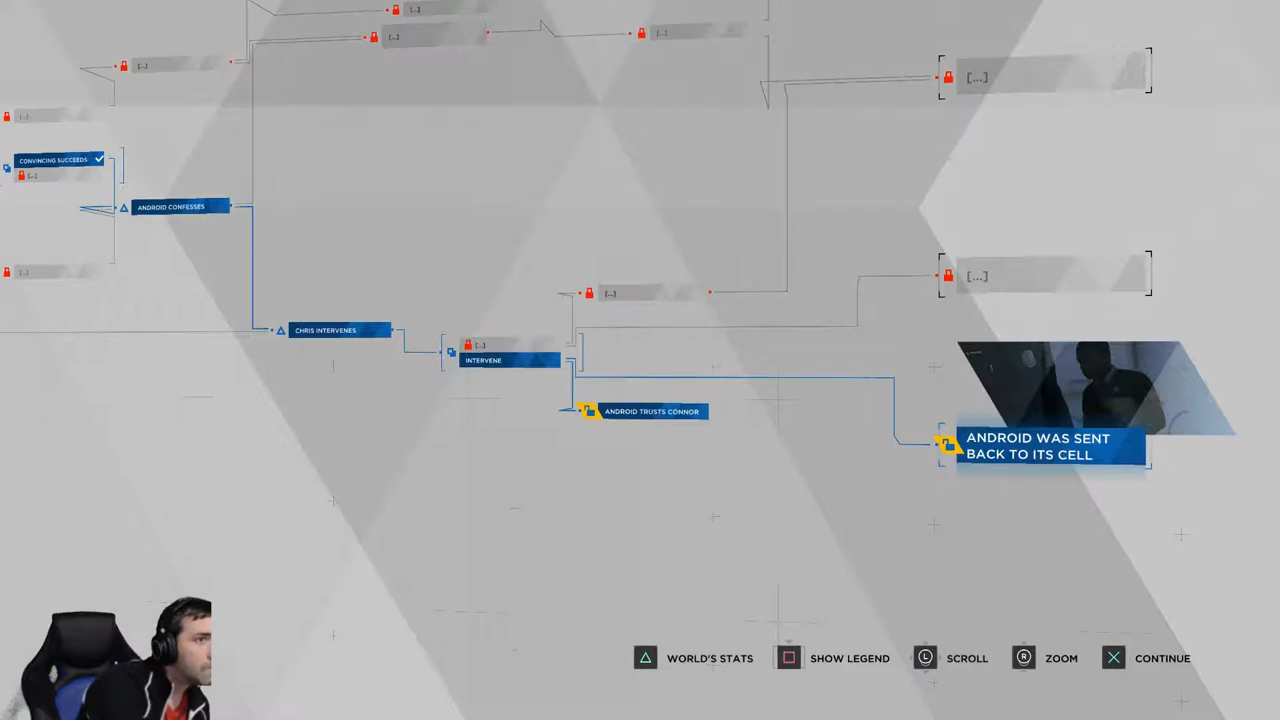 [...]
[...]
[...]
[...]
[...]
[...]
CONVINCING SUCCEEDS
[...]
ANDROID CONFESSES
[...]
[...]
[...]
CHRIS INTERVENES
[...]
INTERVENE
ANDROID TRUSTS CONNOR
ANDROID WAS SENT
BACK TO ITS CELL
WORLD'S STATS
SHOW LEGEND
L
SCROLL
R
ZOOM
CONTINUE